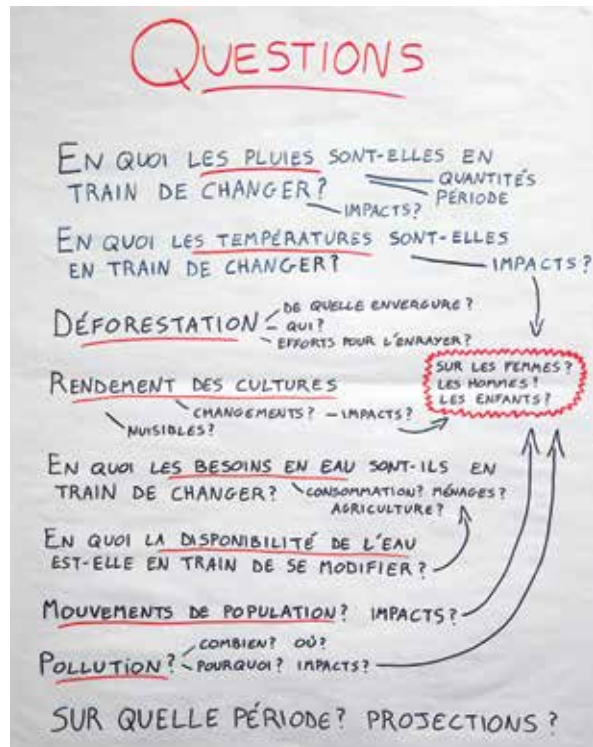 QUESTIONS
EN QUOI LES PLUIES SONT-ELLES EN
TRAIN DE CHANGER?
QUANTITÉS
PÉRIODE
IMPACTS?
EN QUOI LES TEMPÉRATURES SONT-ELLES
EN TRAIN DE CHANGER?
IMPACTS?
DÉFORESTATION
DE QUELLE ENVERGURE?
QUI?
EFFORTS POUR L'ENRAYER?
SUR LES FEMMES?
LES HOMMES?
LES ENFANTS?
RENDEMENT DES CULTURES
CHANGEMENTS? - IMPACTS?
NUISIBLES?
EN QUOI LES BESOINS EN EAU SONT-ILS EN
TRAIN DE CHANGER?
CONSOMMATION? MÉNAGES?
AGRICULTURE?
EN QUOI LA DISPONIBILITÉ DE L'EAU
EST-ELLE EN TRAIN DE SE MODIFIER?
MOUVEMENTS DE POPULATION? IMPACTS?
POLLUTION?
COMBIEN? OÙ?
POURQUOI? IMPACTS?
SUR QUELLE PÉRIODE? PROJECTIONS?